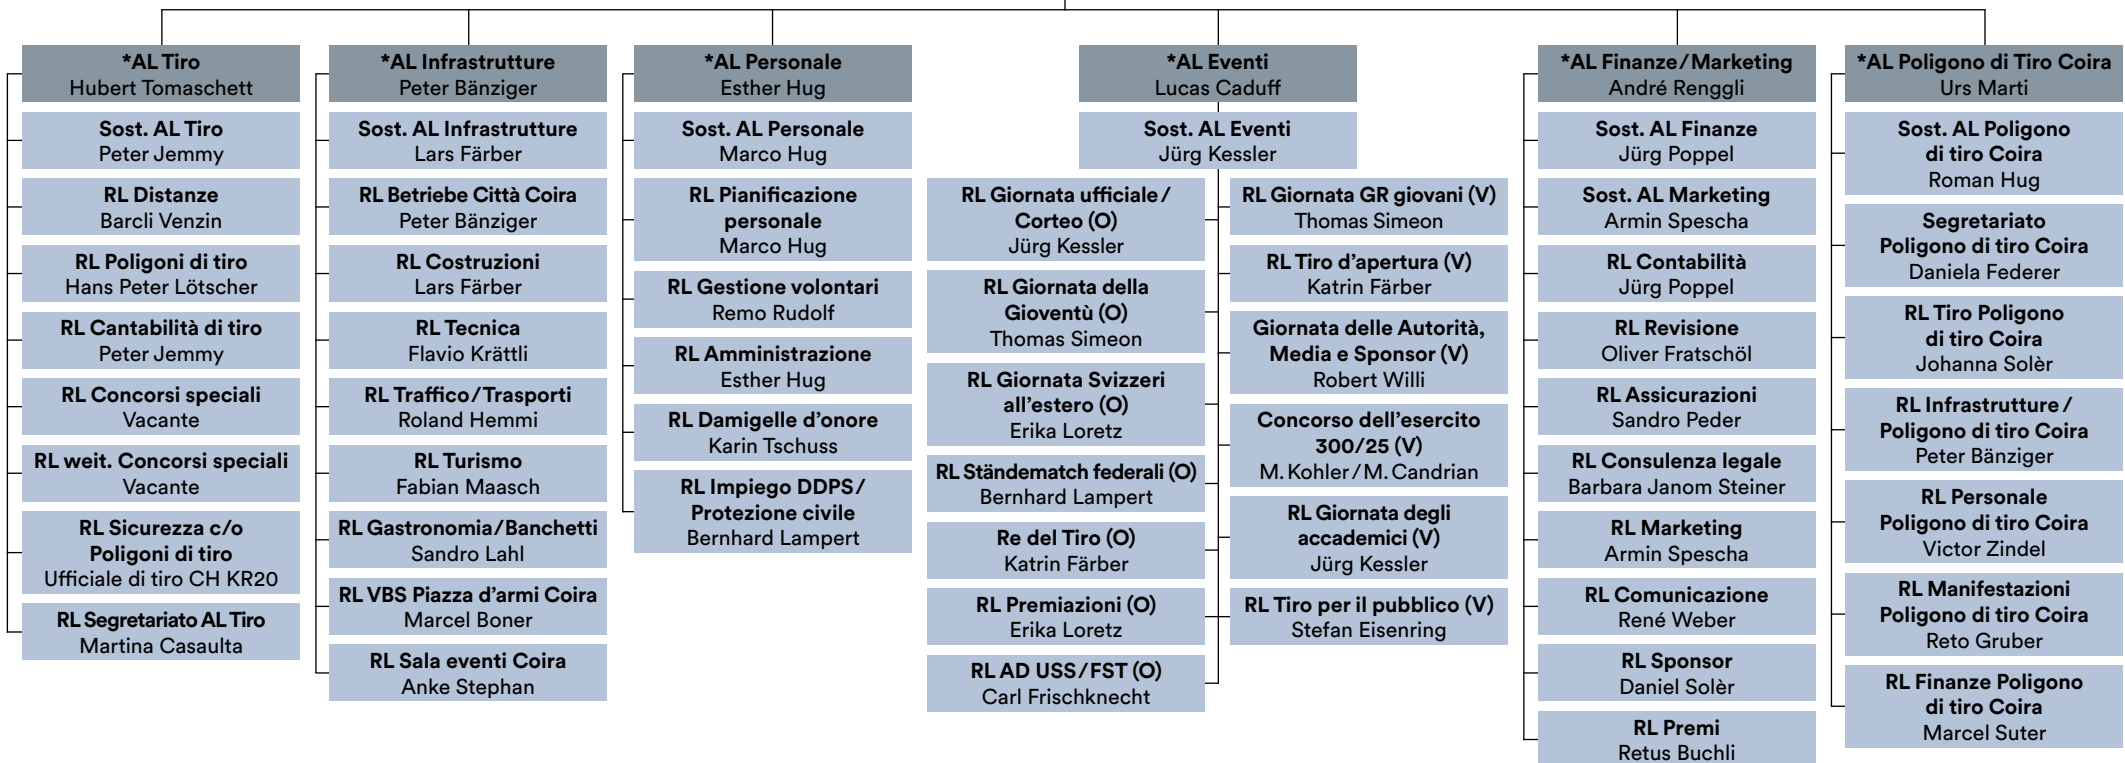 *AL Tiro
Hubert Tomaschett
Sost. AL Tiro
Peter Jemmy
RL Distanze
Barcli Venzin
RL Poligoni di tiro
Hans Peter Lötscher
RL Cantabilità di tiro
Peter Jemmy
RL Concorsi speciali
Vacante
RL weit. Concorsi speciali
Vacante
RL Sicurezza c/o
Poligoni di tiro
Ufficiale di tiro CH KR20
RL Segretariato AL Tiro
Martina Casaulta
*AL Infrastrutture
Peter Bänziger
Sost. AL Infrastrutture
Lars Färber
RL Betriebe Città Coira
Peter Bänziger
RL Costruzioni
Lars Färber
RL Tecnica
Flavio Krättli
RL Traffico/Trasporti
Roland Hemmi
RL Turismo
Fabian Maasch
RL Gastronomia/Banchetti
Sandro Lahl
RL VBS Piazza d'armi Coira
Marcel Boner
RL Sala eventi Coira
Anke Stephan
*AL Personale
Esther Hug
Sost. AL Personale
Marco Hug
RL Pianificazione
personale
Marco Hug
RL Gestione volontari
Remo Rudolf
RL Amministrazione
Esther Hug
RL Damigelle d'onore
Karin Tschuss
RL Impiego DDPS/
Protezione civile
Bernhard Lampert
*AL Eventi
Lucas Caduff
Sost. AL Eventi
Jürg Kessler
RL Giornata ufficiale/
Corteo (O)
Jürg Kessler
RL Giornata della
Gioventù (O)
Thomas Simeon
RL Giornata Svizzeri
all'estero (O)
Erika Loretz
RL Ständematch federali (O)
Bernhard Lampert
Re del Tiro (O)
Katrin Färber
RL Premiazioni (O)
Erika Loretz
RL AD USS/FST (O)
Carl Frischknecht
RL Giornata GR giovani (V)
Thomas Simeon
RL Tiro d'apertura (V)
Katrin Färber
Giornata delle Autorità,
Media e Sponsor (V)
Robert Willi
Concorso dell'esercito
300/25 (V)
M. Kohler/M. Candrian
RL Giornata degli
accademici (V)
Jürg Kessler
RL Tiro per il pubblico (V)
Stefan Eisenring
*AL Finanze/Marketing
André Renggli
Sost. AL Finanze
Jürg Poppel
Sost. AL Marketing
Armin Spescha
RL Contabilità
Jürg Poppel
RL Revisione
Oliver Fratschöl
RL Assicurazioni
Sandro Peder
RL Consulenza legale
Barbara Janom Steiner
RL Marketing
Armin Spescha
RL Comunicazione
René Weber
RL Sponsor
Daniel Solèr
RL Premi
Retus Buchli
*AL Poligono di Tiro Coira
Urs Marti
Sost. AL Poligono
di tiro Coira
Roman Hug
Segretariato
Poligono di tiro Coira
Daniela Federer
RL Tiro Poligono
di tiro Coira
Johanna Solèr
RL Infrastrutture/
Poligono di tiro Coira
Peter Bänziger
RL Personale
Poligono di tiro Coira
Victor Zindel
RL Manifestazioni
Poligono di tiro Coira
Reto Gruber
RL Finanze Poligono
di tiro Coira
Marcel Suter